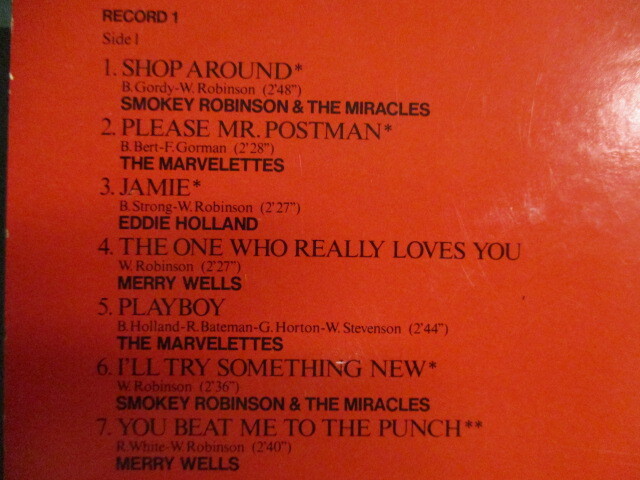 RECORD 1
Side 1
1. SHOP AROUND*
B. Gordy-W. Robinson (2'48")
SMOKEY ROBINSON & THE MIRACLES
2. PLEASE MR. POSTMAN*
B. Bert-F. Gorman (2'28")
THE MARVELETTES
3. JAMIE*
B. Strong-W. Robinson (2'27")
EDDIE HOLLAND
4. THE ONE WHO REALLY LOVES YOU
W. Robinson (2'27")
MERRY WELLS
5. PLAYBOY
B. Holland-R. Bateman-G. Horton-W. Stevenson (2'44")
THE MARVELETTES
6. I'LL TRY SOMETHING NEW*
W. Robinson (2'36")
SMOKEY ROBINSON & THE MIRACLES
7. YOU BEAT ME TO THE PUNCH**
R. White-W. Robinson (2'40")
MERRY WELLS